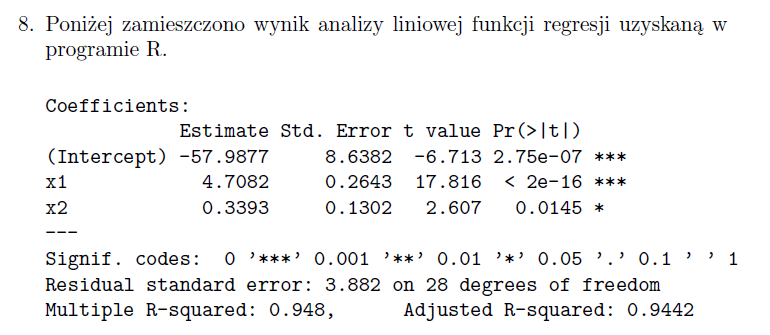 8. Poniżej zamieszczono wynik analizy liniowej funkcji regresji uzyskaną w
programie R.
Coefficients:
Estimate Std. Error t value Pr(>|t|)
(Intercept) -57.9877 8.6382 -6.713 2.75e-07 ***
x1 4.7082 0.2643 17.816 < 2e-16 ***
x2 0.3393 0.1302 2.607 0.0145 *
---
Signif. codes: 0 ’***’ 0.001 ’**’ 0.01 ’*’ 0.05 ’.’ 0.1 ’ ’ 1
Residual standard error: 3.882 on 28 degrees of freedom
Multiple R-squared: 0.948, Adjusted R-squared: 0.9442